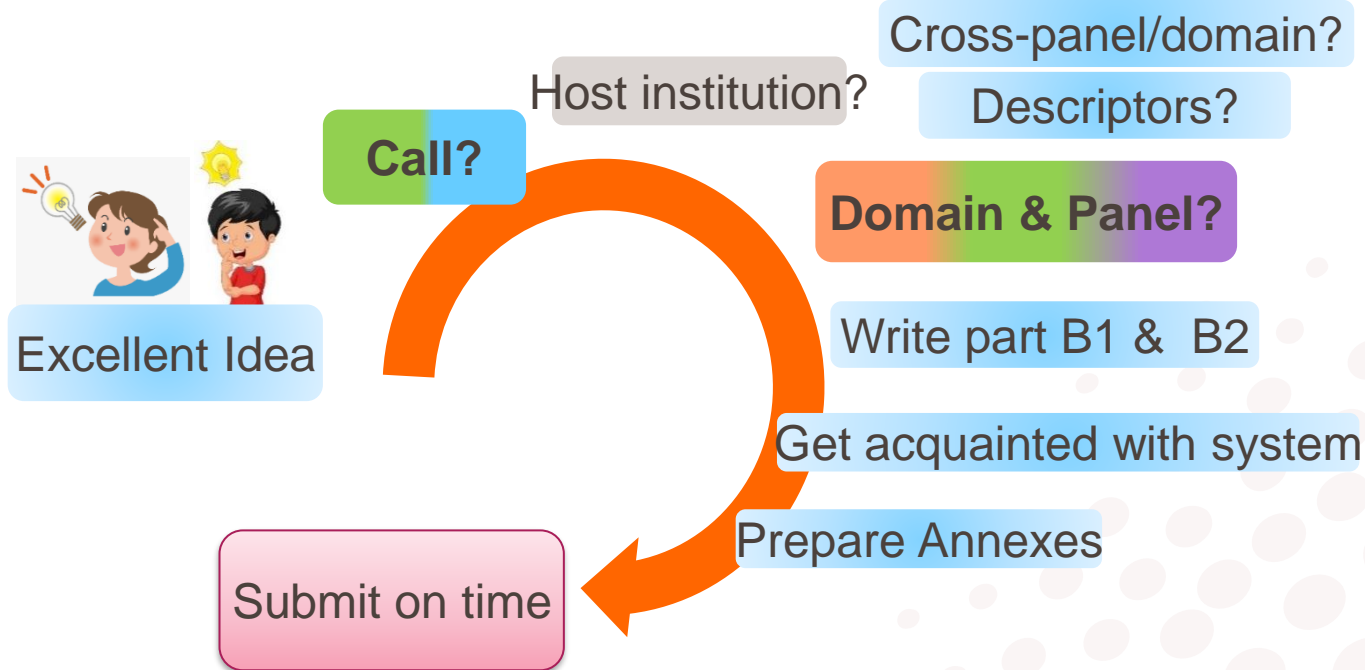 Excellent Idea
Call?
Host institution?
Cross-panel/domain?
Descriptors?
Domain & Panel?
Write part B1 & B2
Get acquainted with system
Prepare Annexes
Submit on time